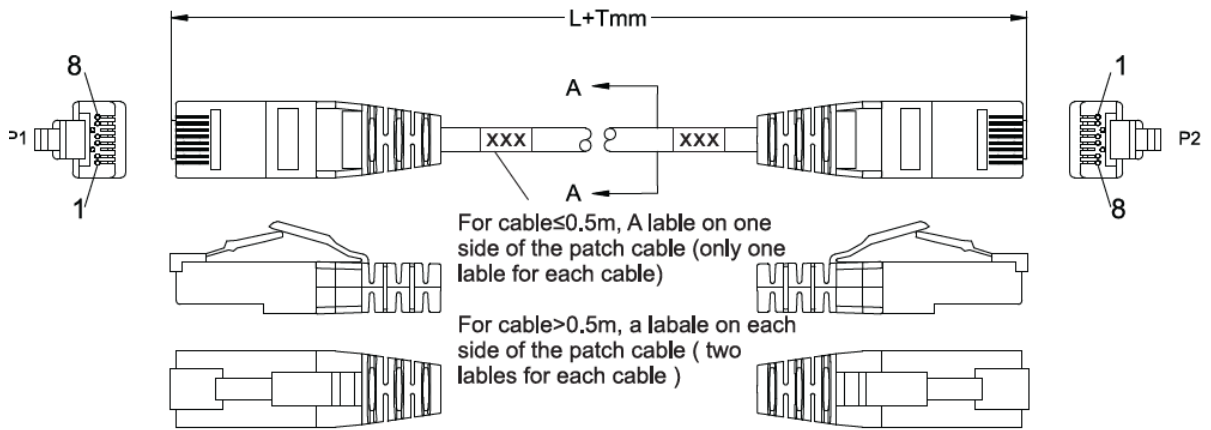 L+Tmm
8
1
A
P1
XXX
XXX
P2
A
1
8
For cable≤0.5m, A lable on one
side of the patch cable (only one
lable for each cable)
For cable>0.5m, a labale on each
side of the patch cable ( two
lables for each cable )